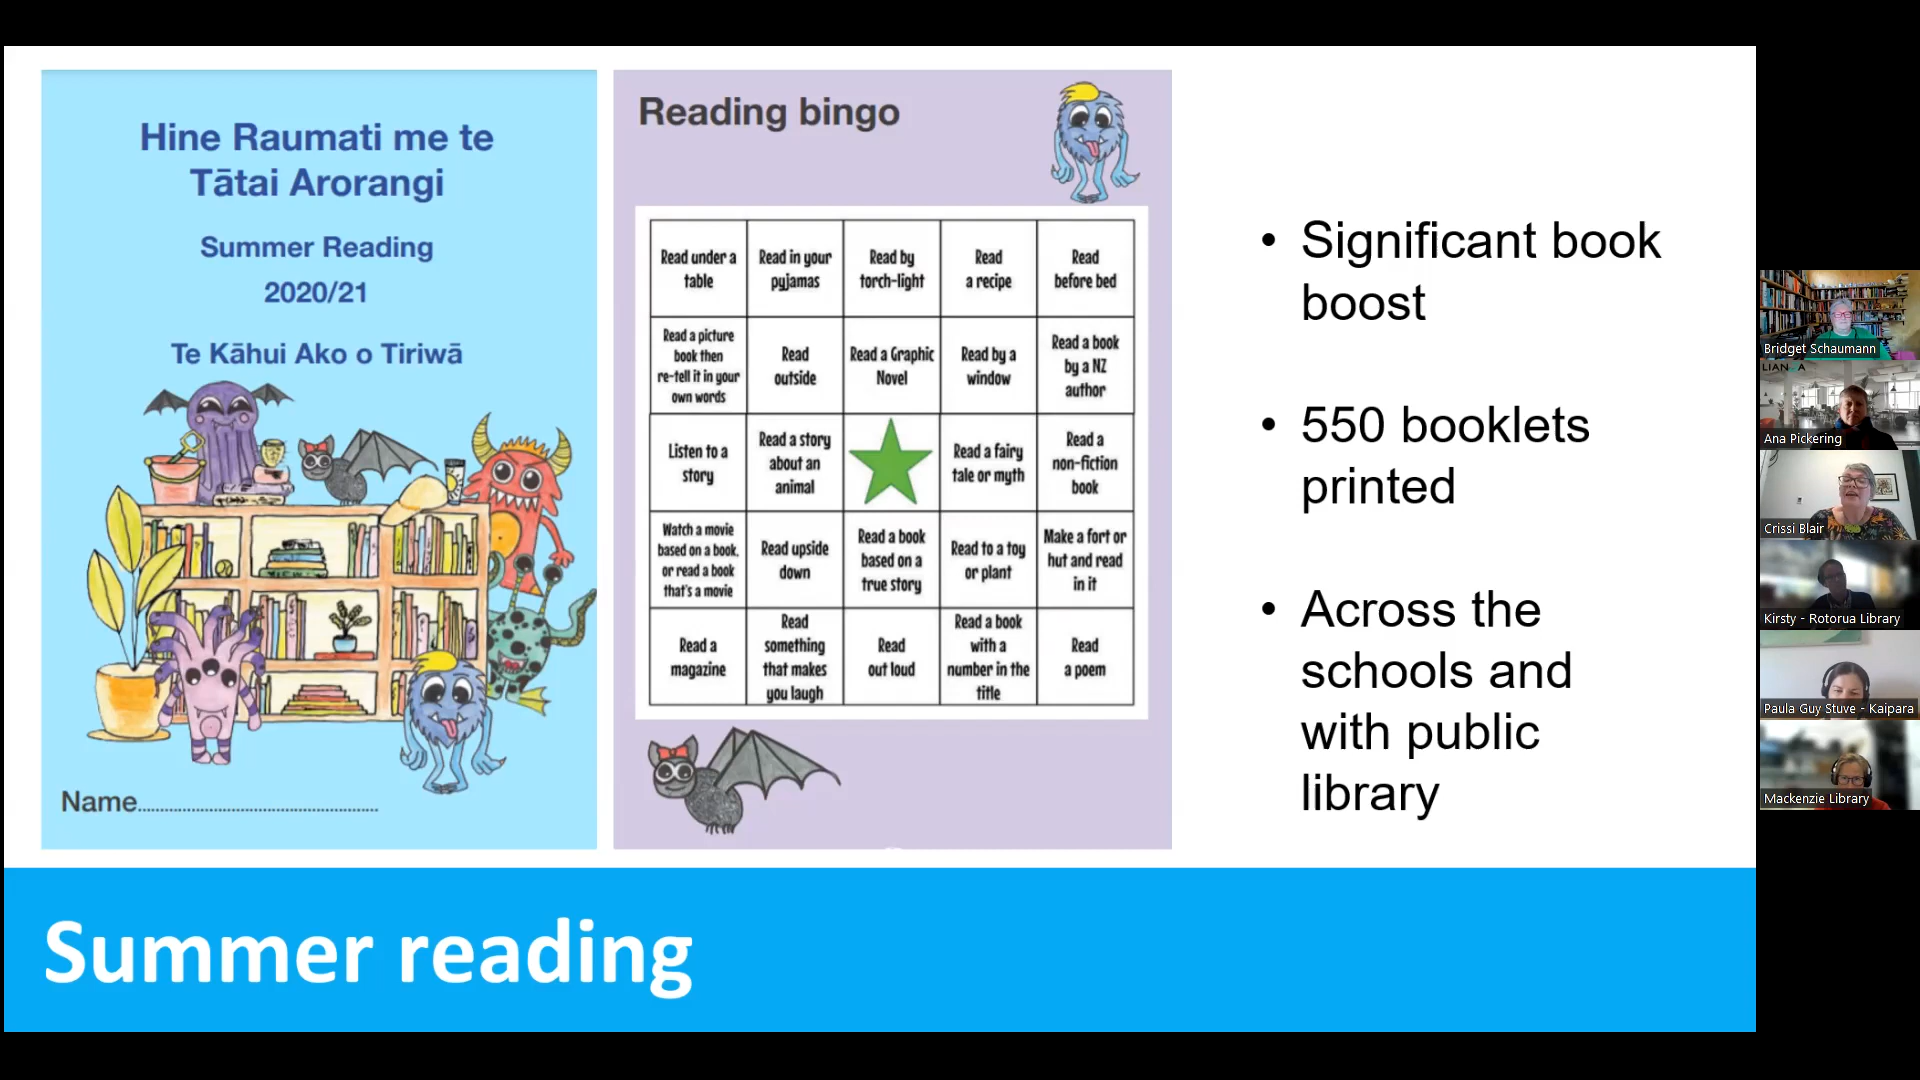 Hine Raumati me te
Tātai Arorangi
Summer Reading
2020/21
Te Kāhui Ako o Tiriwā
Name
Reading bingo
Read under a
table
Read in your
pyjamas
Read by
torch-light
Read
a recipe
Read
before bed
Read a picture
book then
re-tell it in your
own words
Read
outside
Read a Graphic
Novel
Read by a
window
Read a book
by a NZ
author
Listen to a
story
Read a story
about an
animal
Read a fairy
tale or myth
Read a
non-fiction
book
Watch a movie
based on a book,
or read a book
that's a movie
Read upside
down
Read a book
based on a
true story
Read to a toy
or plant
Make a fort or
hut and read
in it
Read a
magazine
Read
something
that makes
you laugh
Read
out loud
Read a book
with a
number in the
title
Read
a poem
• Significant book
boost
• 550 booklets
printed
• Across the
schools and
with public
library
Summer reading
Bridget Schaumann
Ana Pickering
Crissi Blair
Kirsty - Rotorua Library
Paula Guy Stuve - Kaipara
Mackenzie Library